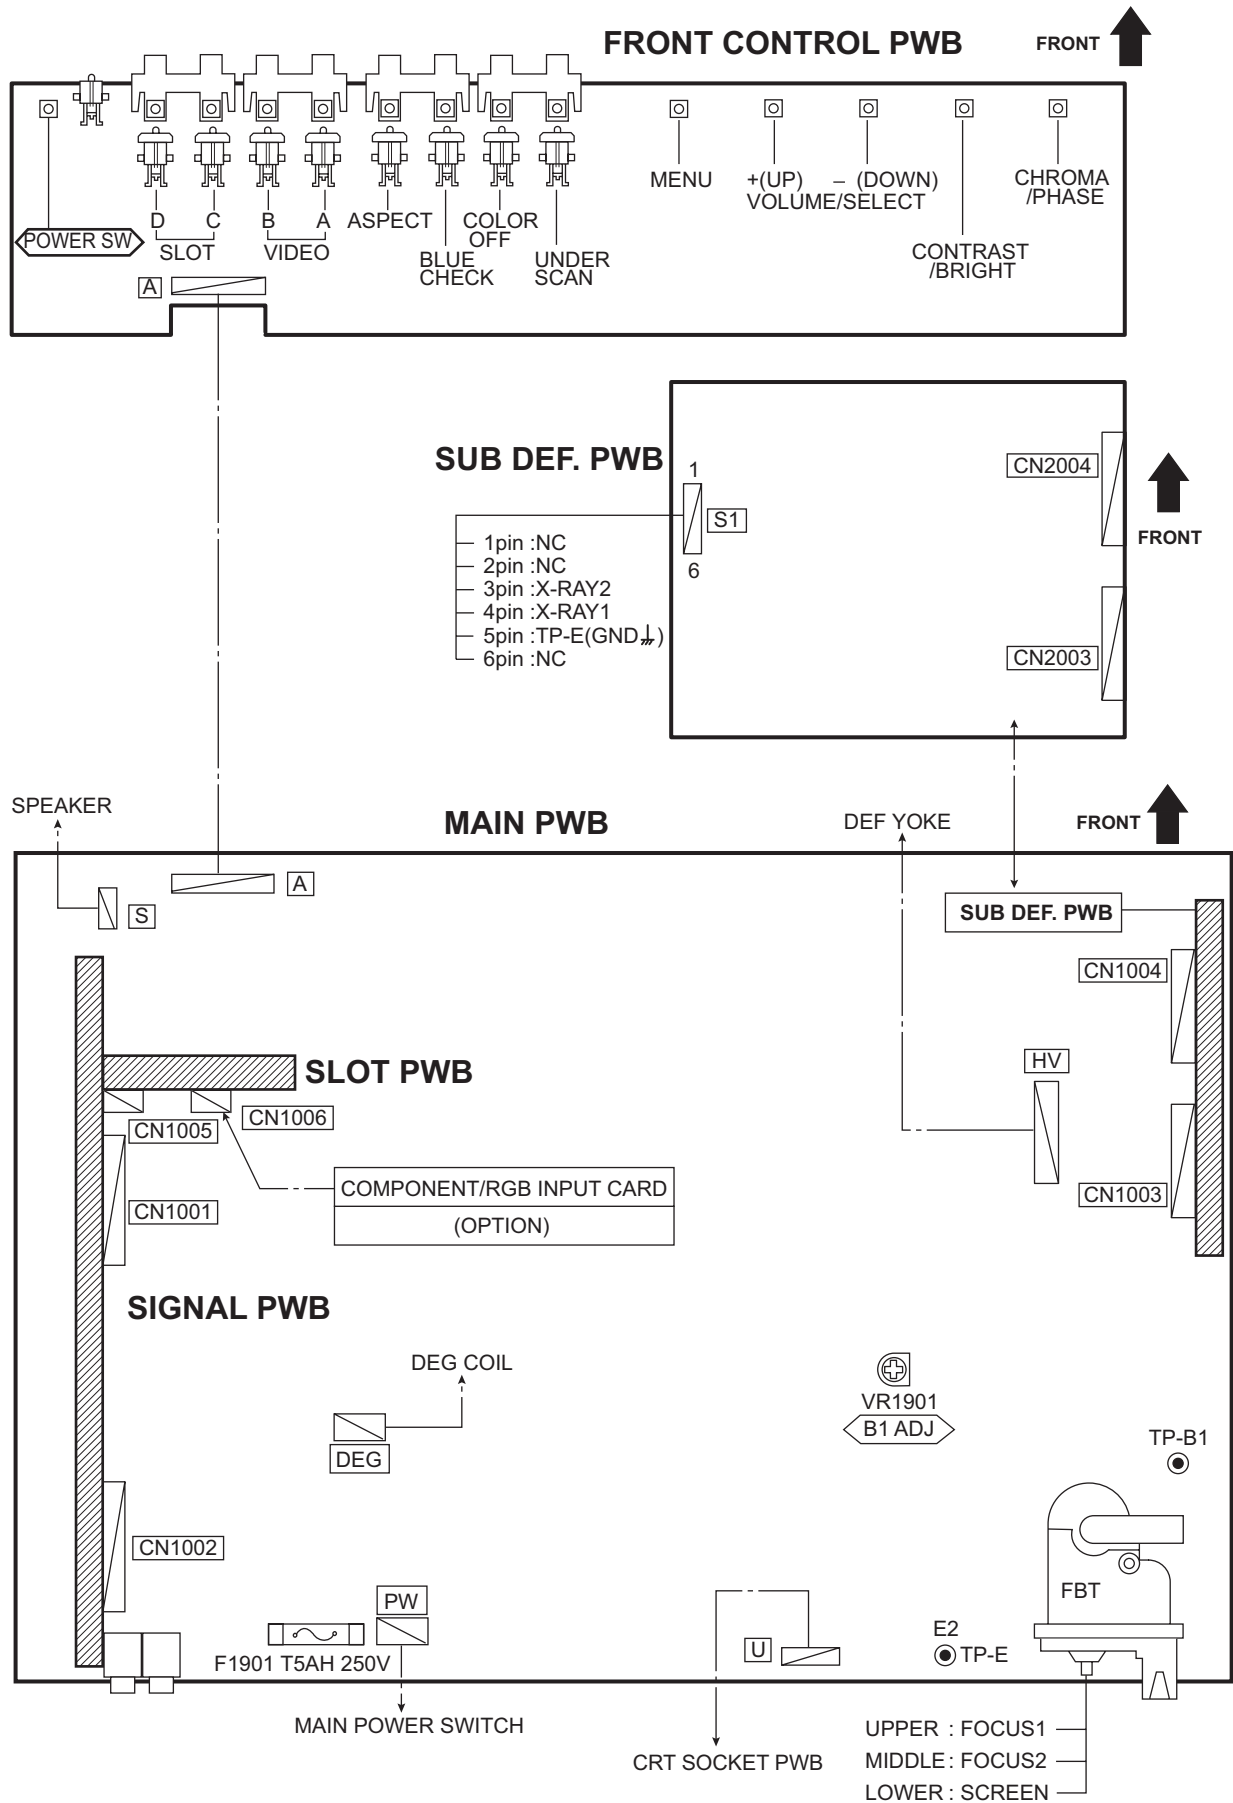 FRONT CONTROL PWB
FRONT
MENU
+(UP) – (DOWN)
VOLUME/SELECT
CHROMA
/PHASE
POWER SW
D C B A
SLOT
VIDEO
ASPECT
BLUE
CHECK
COLOR
OFF
UNDER
SCAN
CONTRAST
/BRIGHT
A
SUB DEF. PWB
1
S1
6
1pin :NC
2pin :NC
3pin :X-RAY2
4pin :X-RAY1
5pin :TP-E(GND)
6pin :NC
CN2004
CN2003
FRONT
SPEAKER
MAIN PWB
DEF YOKE
FRONT
S
A
SUB DEF. PWB
CN1004
HV
CN1003
SLOT PWB
CN1005
CN1006
CN1001
COMPONENT/RGB INPUT CARD
(OPTION)
SIGNAL PWB
DEG COIL
DEG
VR1901
B1 ADJ
TP-B1
CN1002
PW
F1901 T5AH 250V
U
E2
TP-E
FBT
MAIN POWER SWITCH
CRT SOCKET PWB
UPPER : FOCUS1
MIDDLE : FOCUS2
LOWER : SCREEN